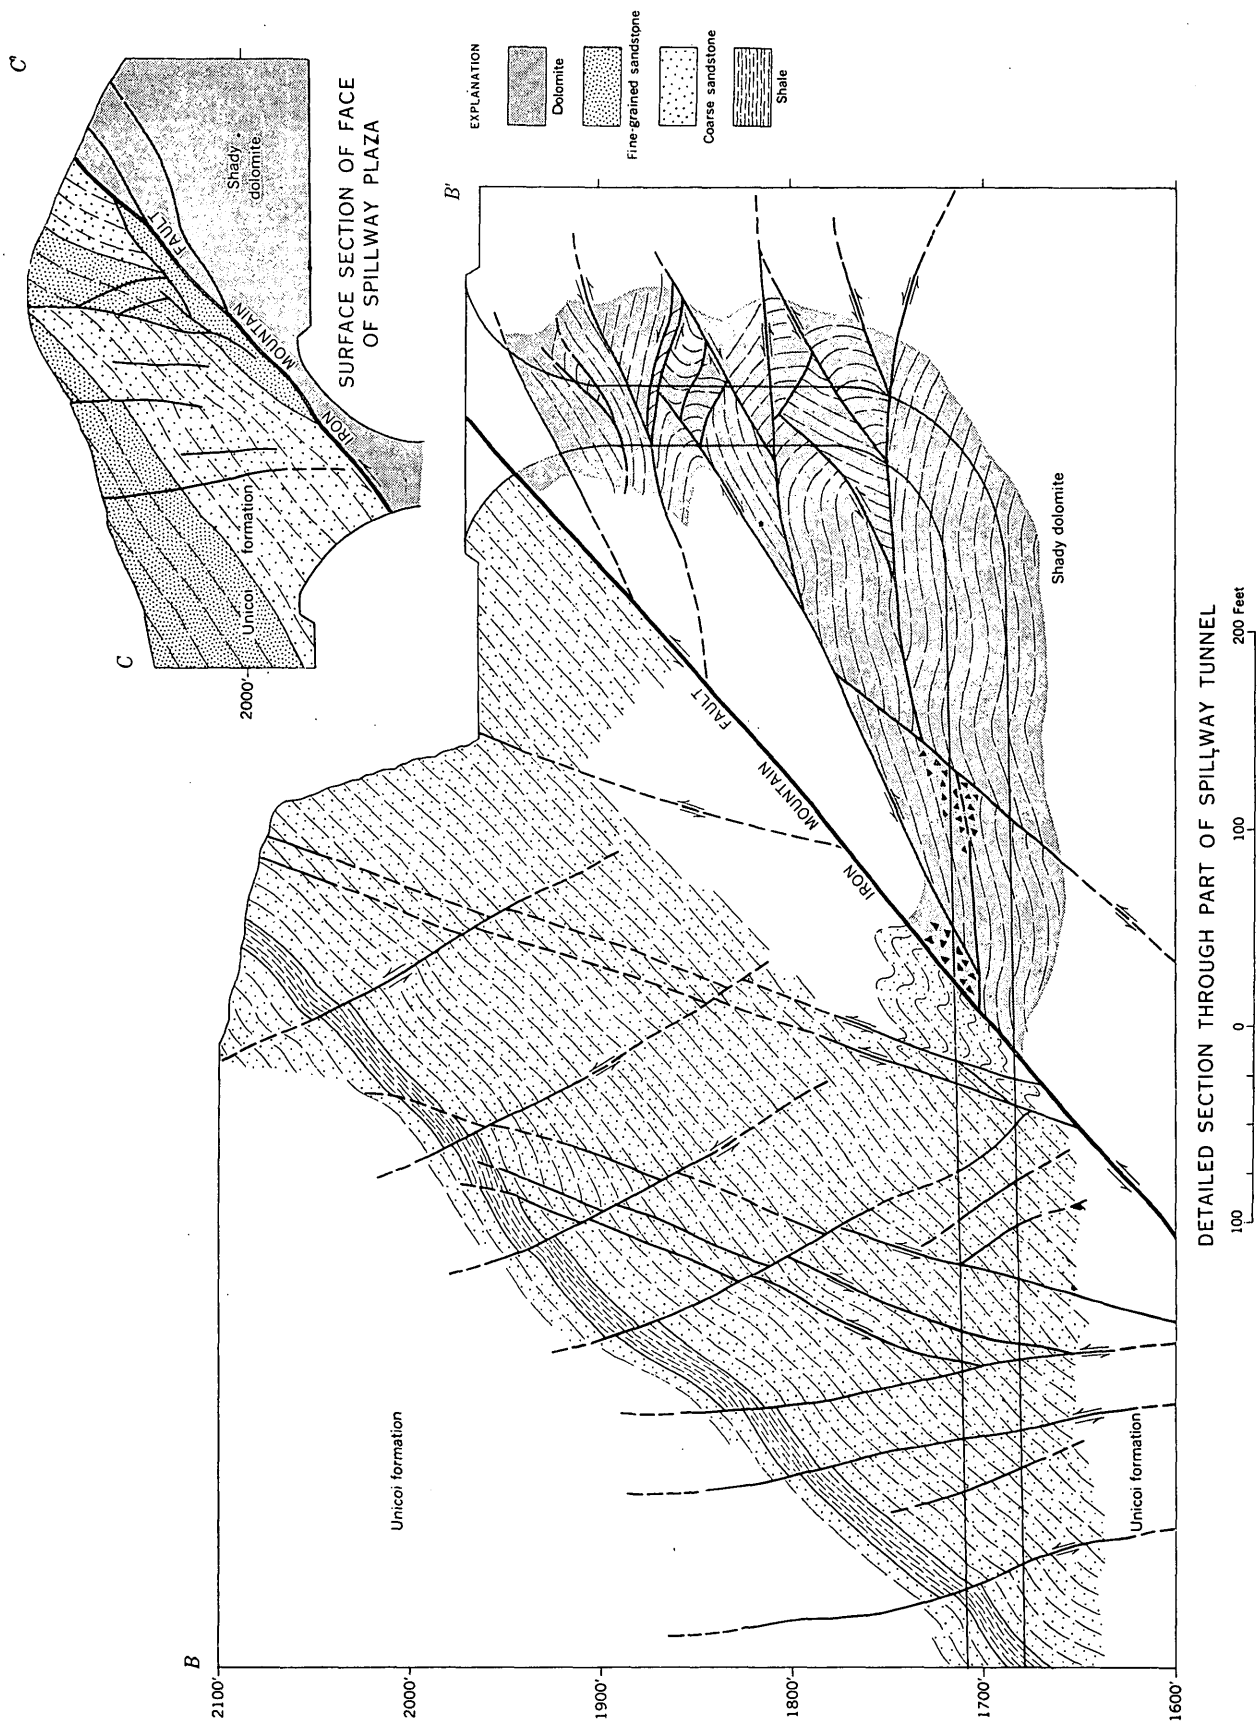 C
C'
2000'
Unicoi
formation
IRON
MOUNTAIN
FAULT
Shady
dolomite
SURFACE SECTION OF FACE
OF SPILLWAY PLAZA
EXPLANATION
Dolomite
Fine-grained sandstone
Coarse sandstone
Shale
B
B'
2100'
2000'
1900'
1800'
1700'
1600'
Unicoi formation
Unicoi formation
IRON
MOUNTAIN
FAULT
Shady dolomite
DETAILED SECTION THROUGH PART OF SPILLWAY TUNNEL
100
0
100
200 Feet